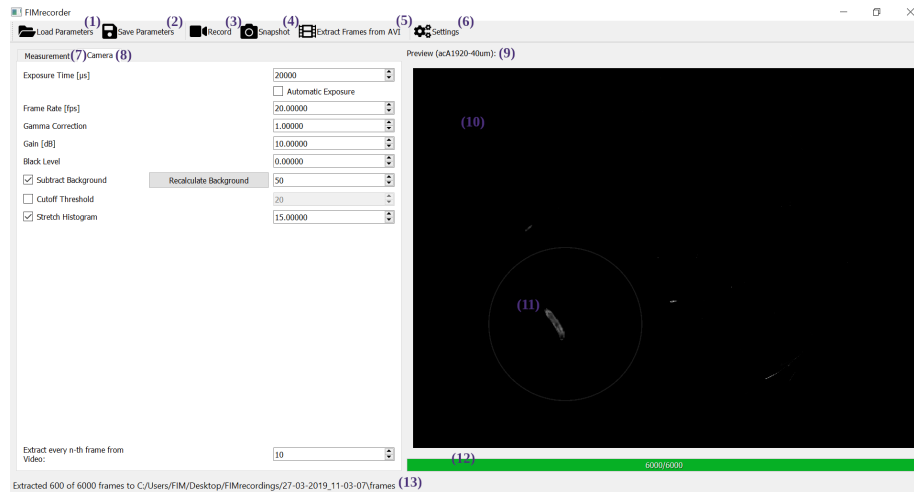 FIMrecorder
(1) (2) (3) (4) (5) (6)
Load Parameters Save Parameters Record Snapshot Extract Frames from AVI Settings
Measurement (7) Camera (8)
Preview (acA1920-40um): (9)
Exposure Time [µs] 20000
Automatic Exposure
Frame Rate [fps] 20.00000
Gamma Correction 1.00000
(10)
Gain [dB] 10.00000
Black Level 0.00000
Subtract Background Recalculate Background 50
Cutoff Threshold 20
Stretch Histogram 15.00000
(11)
Extract every n-th frame from
Video: 10
(12)
6000/6000
Extracted 600 of 6000 frames to C:/Users/FIM/Desktop/FIMrecordings/27-03-2019_11-03-07\frames (13)